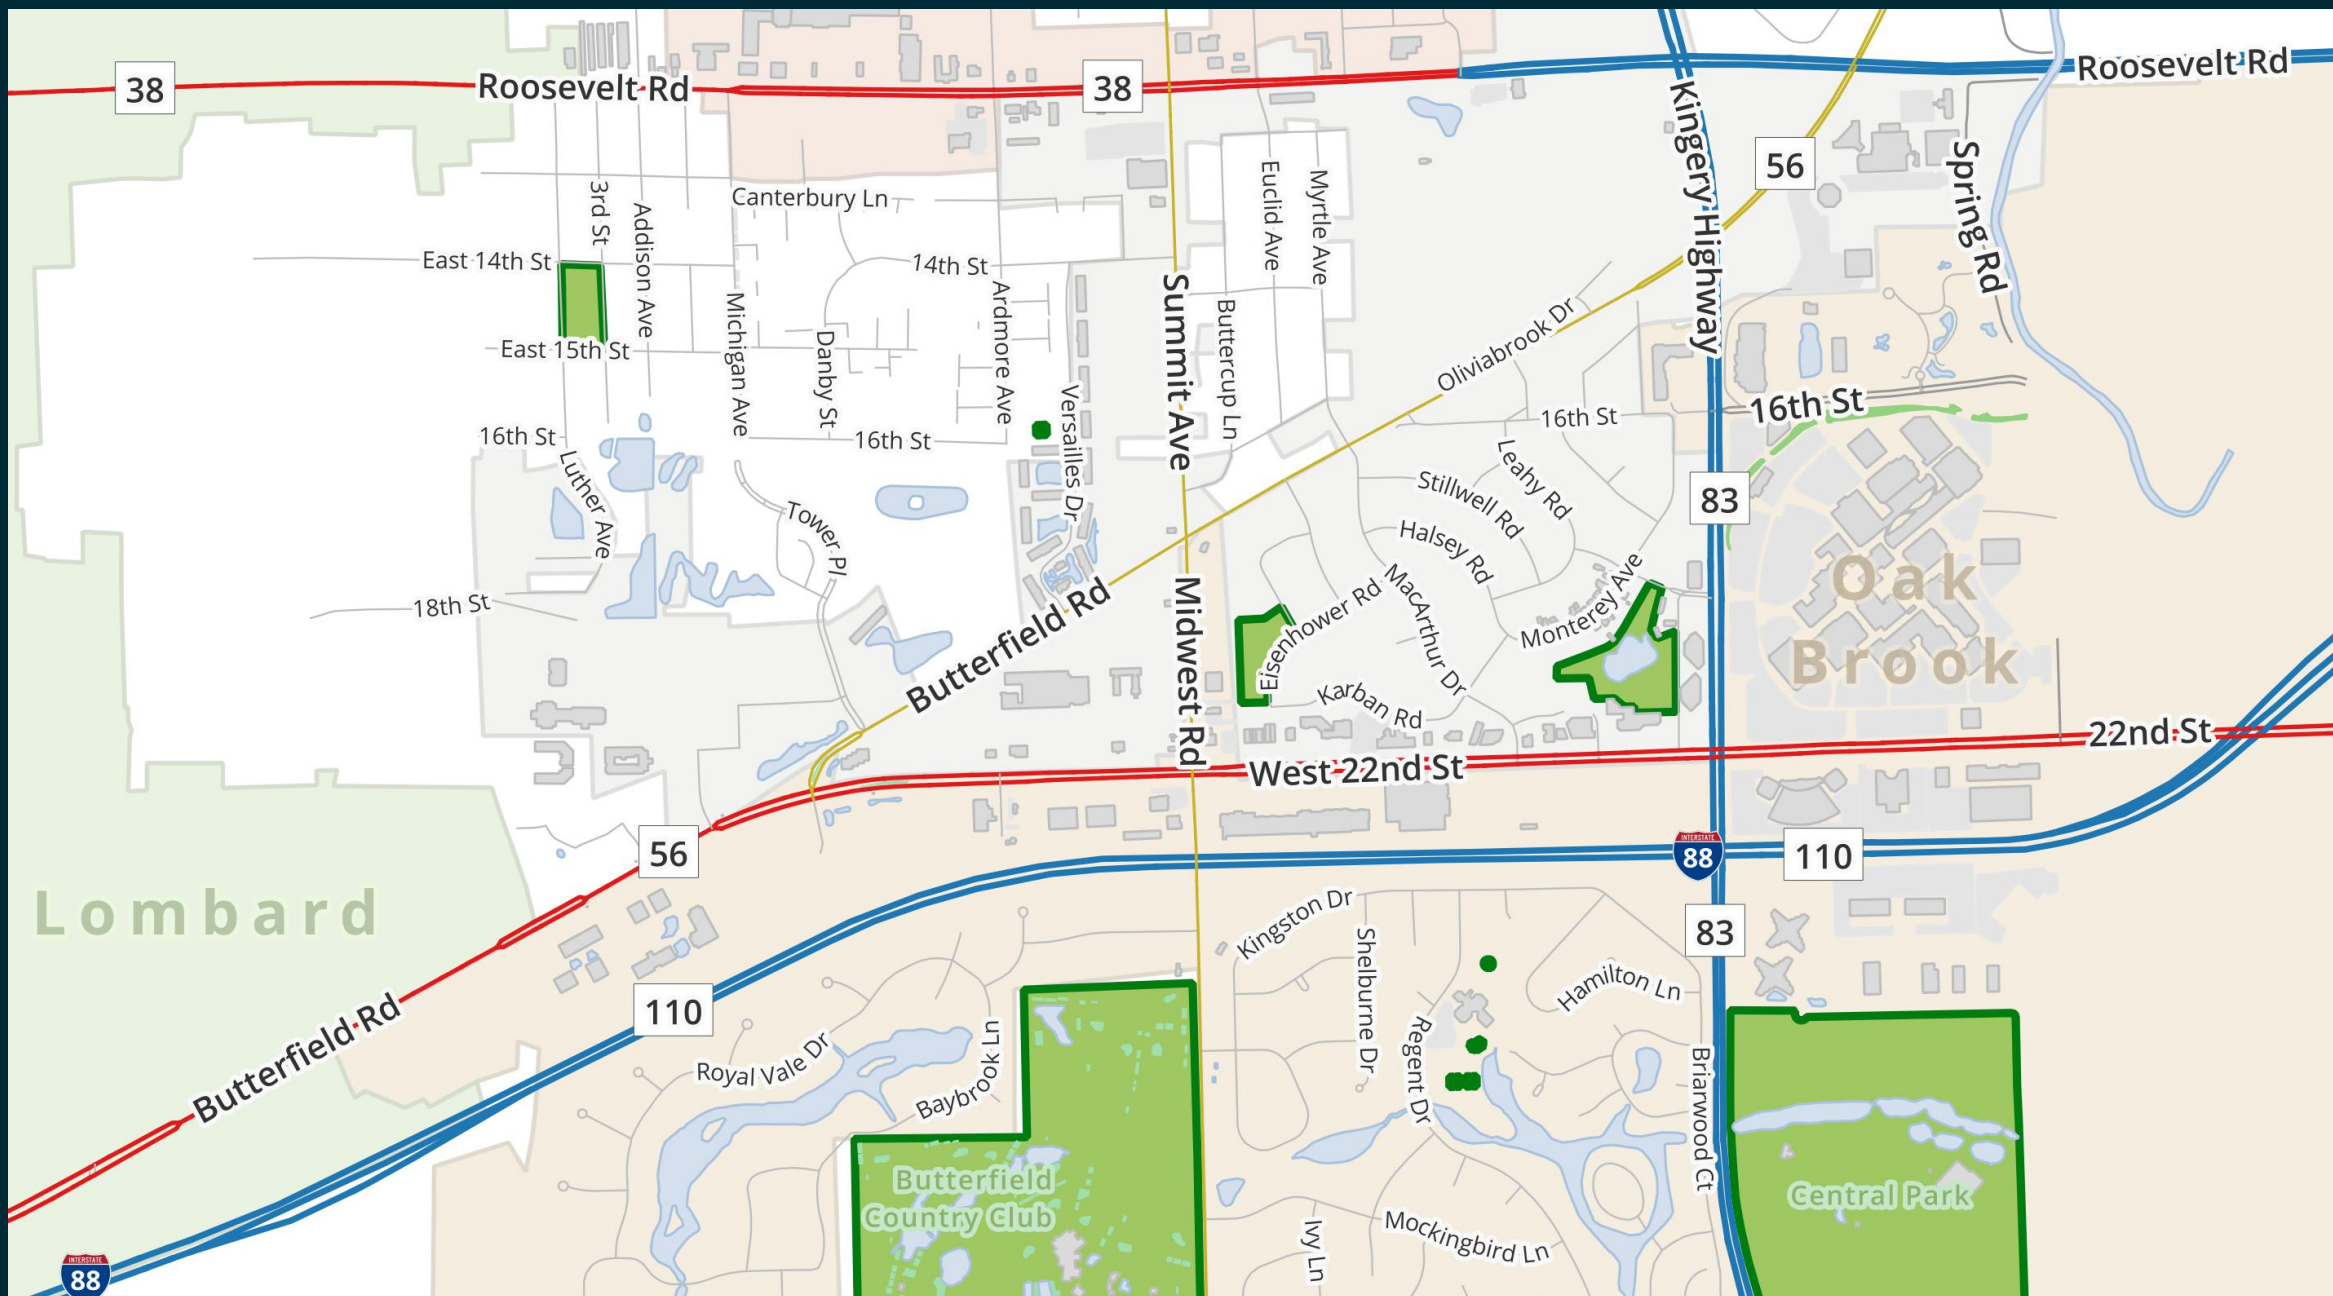 38
Roosevelt Rd
38
Roosevelt Rd
Kingery Highway
56
Spring Rd
3rd St
Addison Ave
Canterbury Ln
Euclid Ave
Myrtle Ave
East 14th St
14th St
Michigan Ave
Ardmore Ave
Summit Ave
Buttercup Ln
Oliviabrook Dr
East 15th St
Danby St
Versailles Dr
16th St
16th St
16th St
16th St
Luther Ave
Tower Pl
Stillwell Rd
Leahy Rd
83
Halsey Rd
18th St
Butterfield Rd
Midwest Rd
Eisenhower Rd
MacArthur Dr
Monterey Ave
Oak
Brook
Karban Rd
22nd St
West 22nd St
56
INTERSTATE
88
110
Lombard
Kingston Dr
83
Shelburne Dr
Hamilton Ln
110
Butterfield Rd
Royal Vale Dr
Baybrook Ln
Regent Dr
Briarwood Ct
Butterfield
Country Club
Central Park
Ivy Ln
Mockingbird Ln
INTERSTATE
88